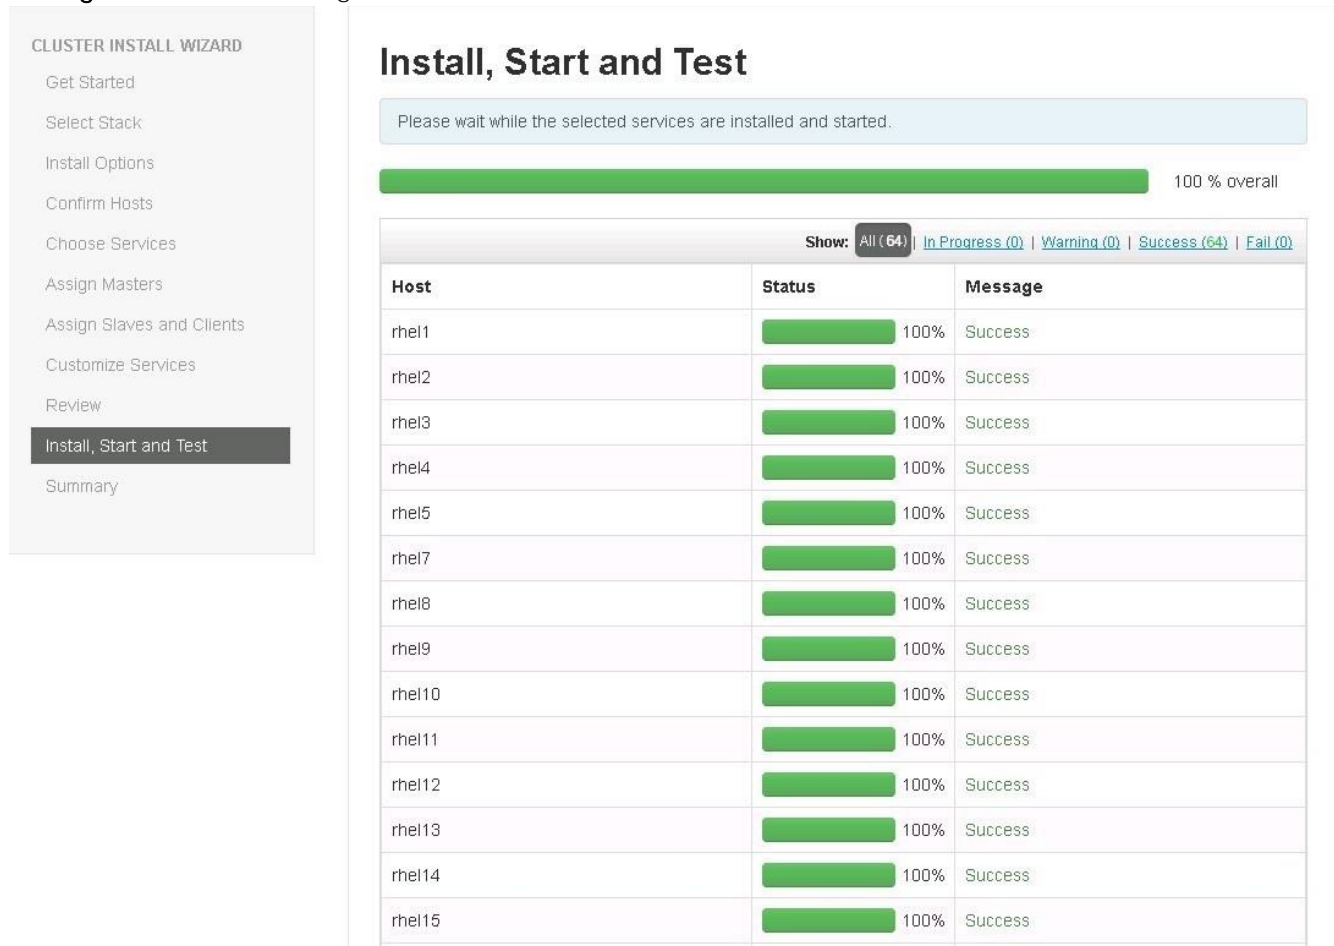 CLUSTER INSTALL WIZARD
Get Started
Select Stack
Install Options
Confirm Hosts
Choose Services
Assign Masters
Assign Slaves and Clients
Customize Services
Review
Install, Start and Test
Summary
Install, Start and Test
Please wait while the selected services are installed and started.
100 % overall
Show: All (64) | In Progress (0) | Warning (0) | Success (64) | Fail (0)
Host Status Message
rhel1 100% Success
rhel2 100% Success
rhel3 100% Success
rhel4 100% Success
rhel5 100% Success
rhel7 100% Success
rhel8 100% Success
rhel9 100% Success
rhel10 100% Success
rhel11 100% Success
rhel12 100% Success
rhel13 100% Success
rhel14 100% Success
rhel15 100% Success